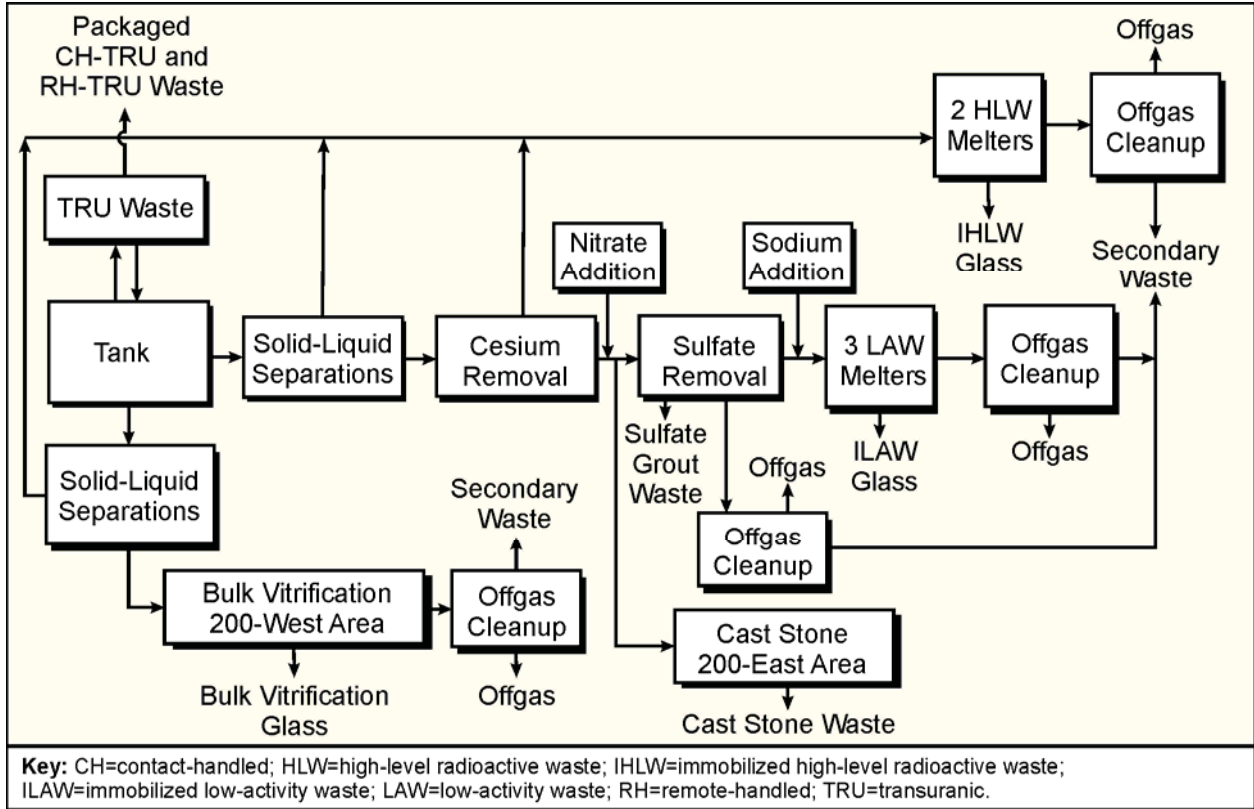 Packaged
CH-TRU and
RH-TRU Waste
Offgas
2 HLW
Melters
Offgas
Cleanup
TRU Waste
IHLW
Glass
Secondary
Waste
Nitrate
Addition
Sodium
Addition
Tank
Solid-Liquid
Separations
Cesium
Removal
Sulfate
Removal
3 LAW
Melters
Offgas
Cleanup
Sulfate
Grout
Waste
ILAW
Glass
Offgas
Solid-Liquid
Separations
Secondary
Waste
Offgas
Offgas
Cleanup
Bulk Vitrification
200-West Area
Offgas
Cleanup
Cast Stone
200-East Area
Bulk Vitrification
Glass
Offgas
Cast Stone Waste
Key: CH=contact-handled; HLW=high-level radioactive waste; IHLW=immobilized high-level radioactive waste;
ILAW=immobilized low-activity waste; LAW=low-activity waste; RH=remote-handled; TRU=transuranic.